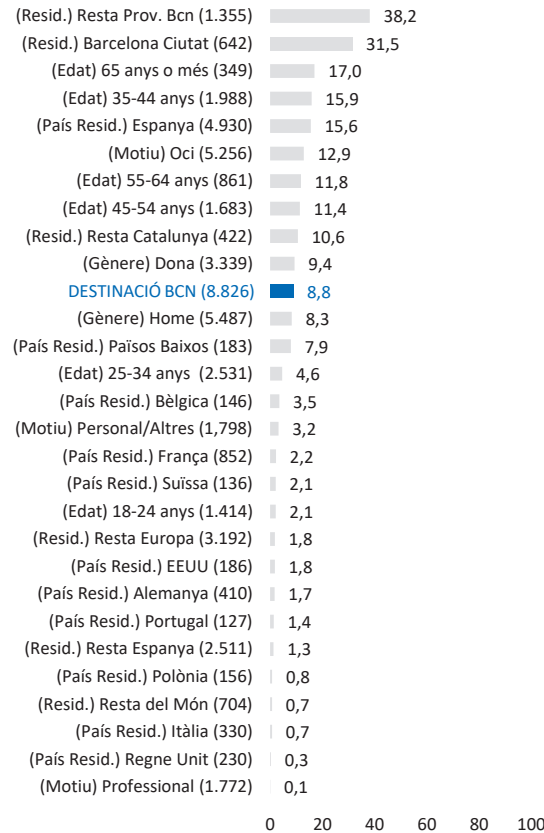 (Resid.) Resta Prov. Bcn (1.355) 38,2
(Resid.) Barcelona Ciutat (642) 31,5
(Edat) 65 anys o més (349) 17,0
(Edat) 35-44 anys (1.988) 15,9
(País Resid.) Espanya (4.930) 15,6
(Motiu) Oci (5.256) 12,9
(Edat) 55-64 anys (861) 11,8
(Edat) 45-54 anys (1.683) 11,4
(Resid.) Resta Catalunya (422) 10,6
(Gènere) Dona (3.339) 9,4
DESTINACIÓ BCN (8.826) 8,8
(Gènere) Home (5.487) 8,3
(País Resid.) Països Baixos (183) 7,9
(Edat) 25-34 anys (2.531) 4,6
(País Resid.) Bèlgica (146) 3,5
(Motiu) Personal/Altres (1,798) 3,2
(País Resid.) França (852) 2,2
(País Resid.) Suïssa (136) 2,1
(Edat) 18-24 anys (1.414) 2,1
(Resid.) Resta Europa (3.192) 1,8
(País Resid.) EEUU (186) 1,8
(País Resid.) Alemanya (410) 1,7
(País Resid.) Portugal (127) 1,4
(Resid.) Resta Espanya (2.511) 1,3
(País Resid.) Polònia (156) 0,8
(Resid.) Resta del Món (704) 0,7
(País Resid.) Itàlia (330) 0,7
(País Resid.) Regne Unit (230) 0,3
(Motiu) Professional (1.772) 0,1
0 20 40 60 80 100